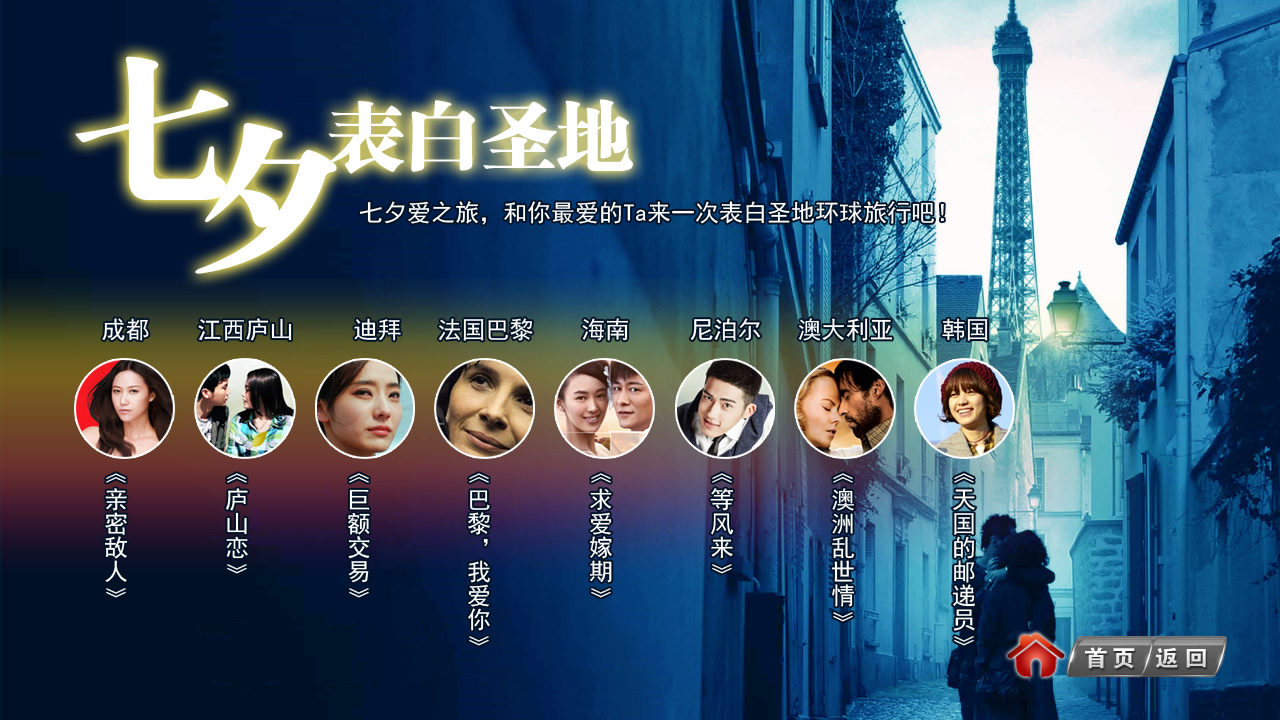 七夕表白圣地
七夕爱之旅，和你最爱的Ta来一次表白圣地环球旅行吧！
成都
江西庐山
迪拜
法国巴黎
海南
尼泊尔
澳大利亚
韩国
《亲密敌人》
《庐山恋》
《巨额交易》
《巴黎，我爱你》
《求爱嫁期》
《等风来》
《澳洲乱世情》
《天国的邮递员》
首页
返回